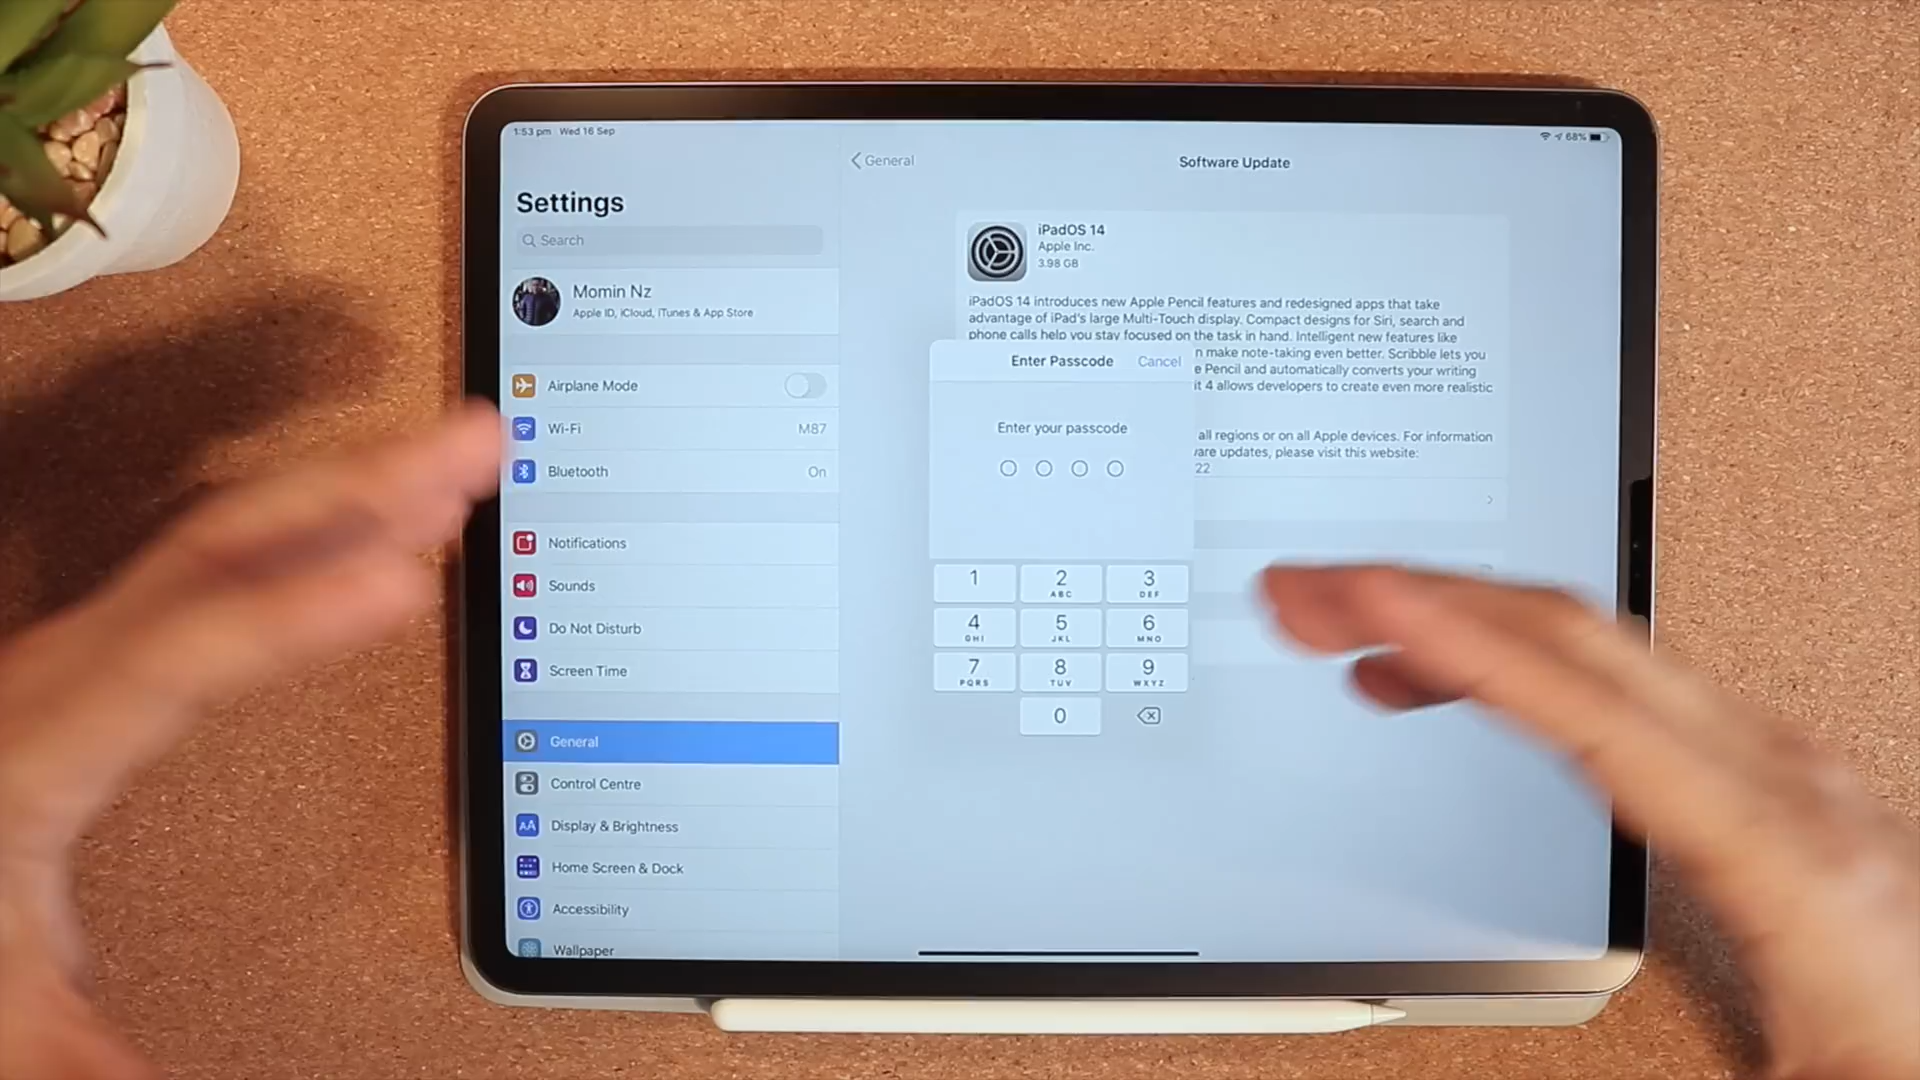 1:53 pm Wed 16 Sep
68%
Settings
Search
Momin Nz
Apple ID, iCloud, iTunes & App Store
Airplane Mode
Wi-Fi M87
Bluetooth On
Notifications
Sounds
Do Not Disturb
Screen Time
General
Control Centre
AA Display & Brightness
Home Screen & Dock
Accessibility
Wallpaper
General
Software Update
iPadOS 14
Apple Inc.
3.98 GB
iPadOS 14 introduces new Apple Pencil features and redesigned apps that take
advantage of iPad's large Multi-Touch display. Compact designs for Siri, search and
phone calls help you stay focused on the task in hand. Intelligent new features like
n make note-taking even better. Scribble lets you
e Pencil and automatically converts your writing
it 4 allows developers to create even more realistic
all regions or on all Apple devices. For information
ware updates, please visit this website:
22
Enter Passcode Cancel
Enter your passcode
1 2 3
ABC DEF
4 5 6
GHI JKL MNO
7 8 9
PQRS TUV WXYZ
0